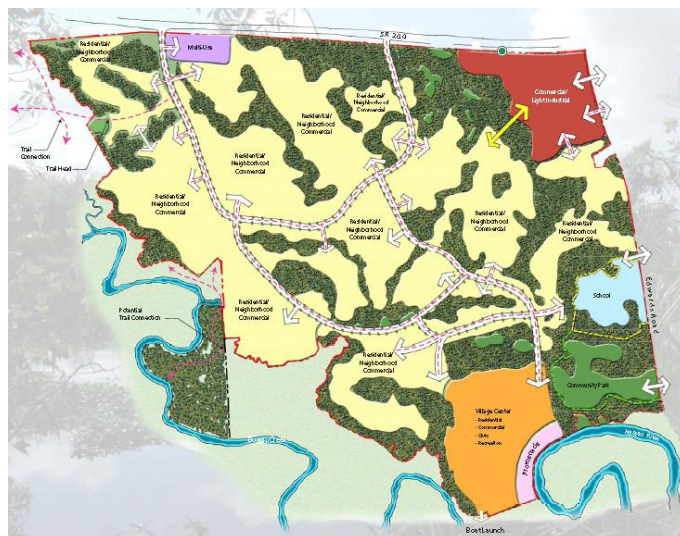 SR 200
Residential/
Neighborhood
Commercial
Multi-Use
Commercial/
Light Industrial
Residential/
Neighborhood
Commercial
Residential/
Neighborhood
Commercial
Trail
Connection
Trail Head
Residential/
Neighborhood
Commercial
Residential/
Neighborhood
Commercial
Residential/
Neighborhood
Commercial
Residential/
Neighborhood
Commercial
Residential/
Neighborhood
Commercial
Edwards Road
School
Residential/
Neighborhood
Commercial
Potential
Trail Connection
Residential/
Neighborhood
Commercial
Community Park
Village Center
- Residential
- Commercial
- Civic
- Recreation
Promenade
Nassau River
Boat Launch